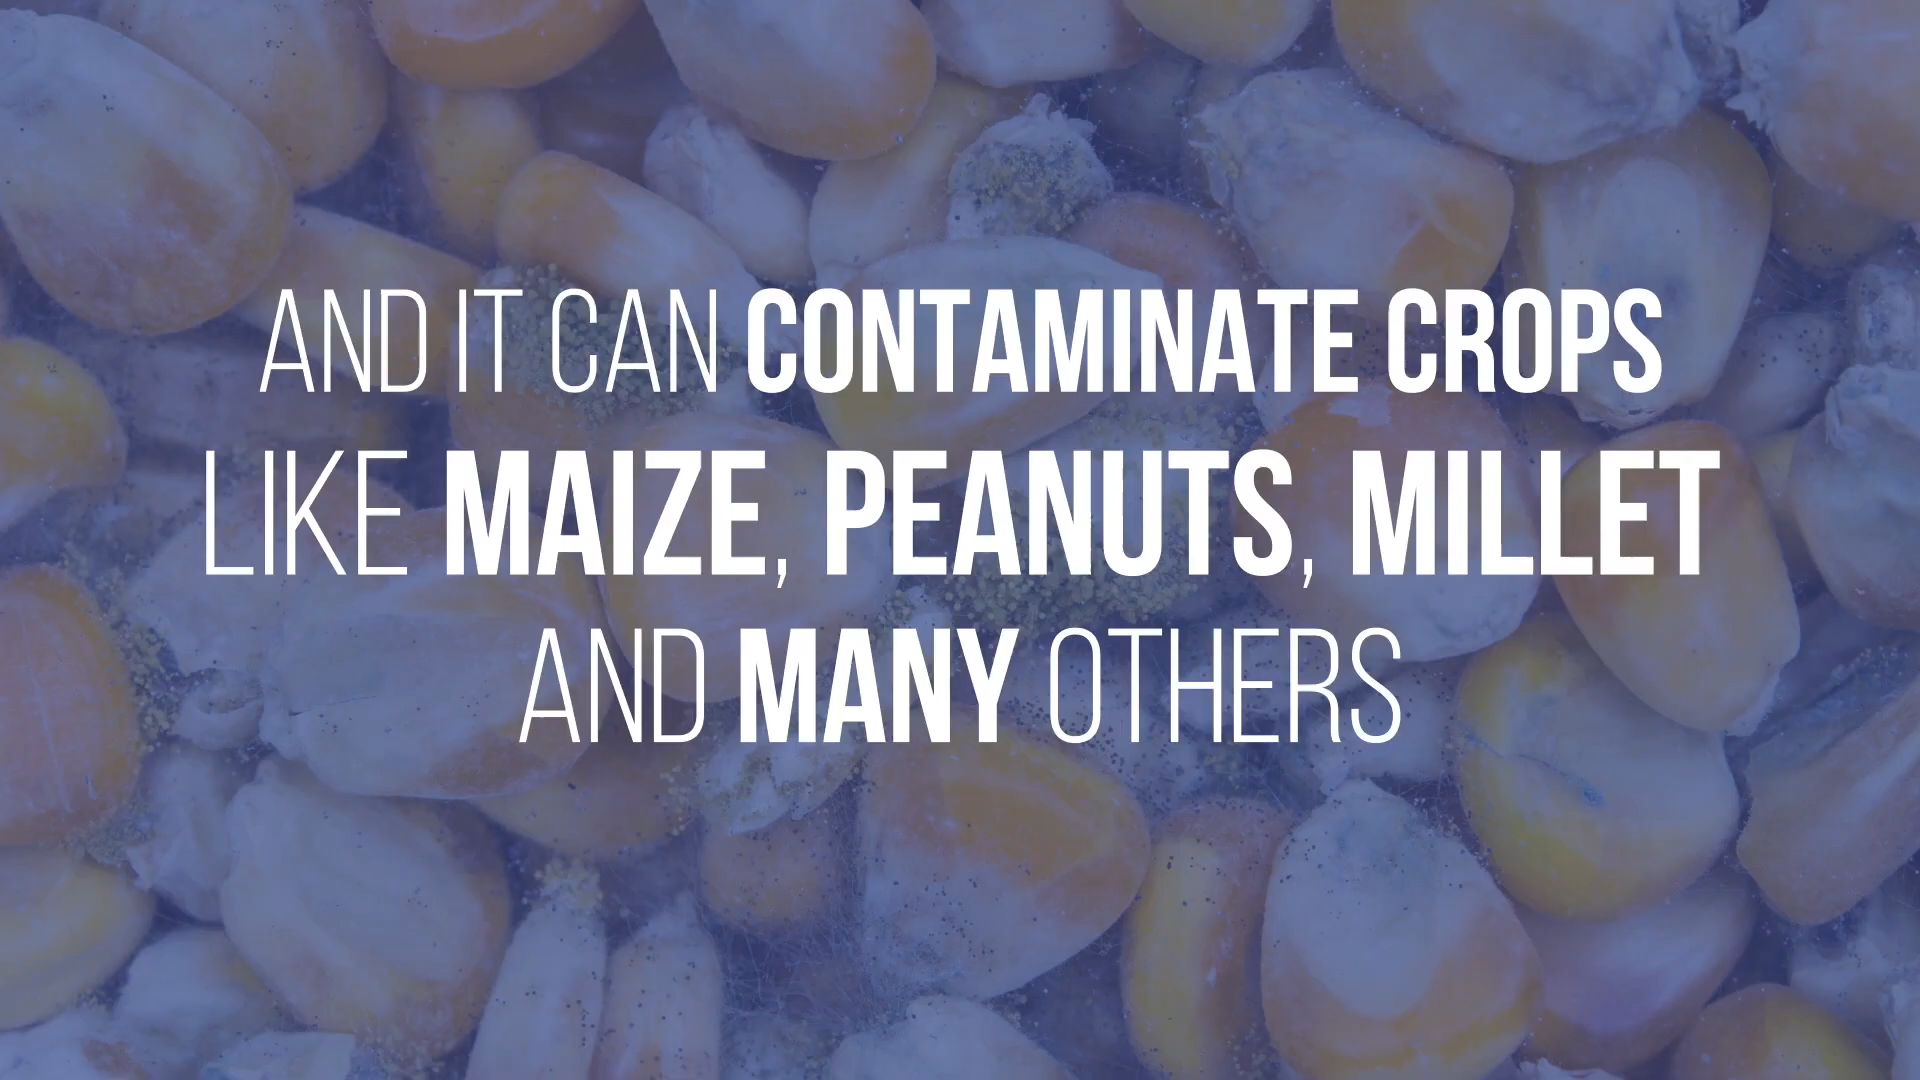 AND IT CAN CONTAMINATE CROPS
LIKE MAIZE, PEANUTS, MILLET
AND MANY OTHERS